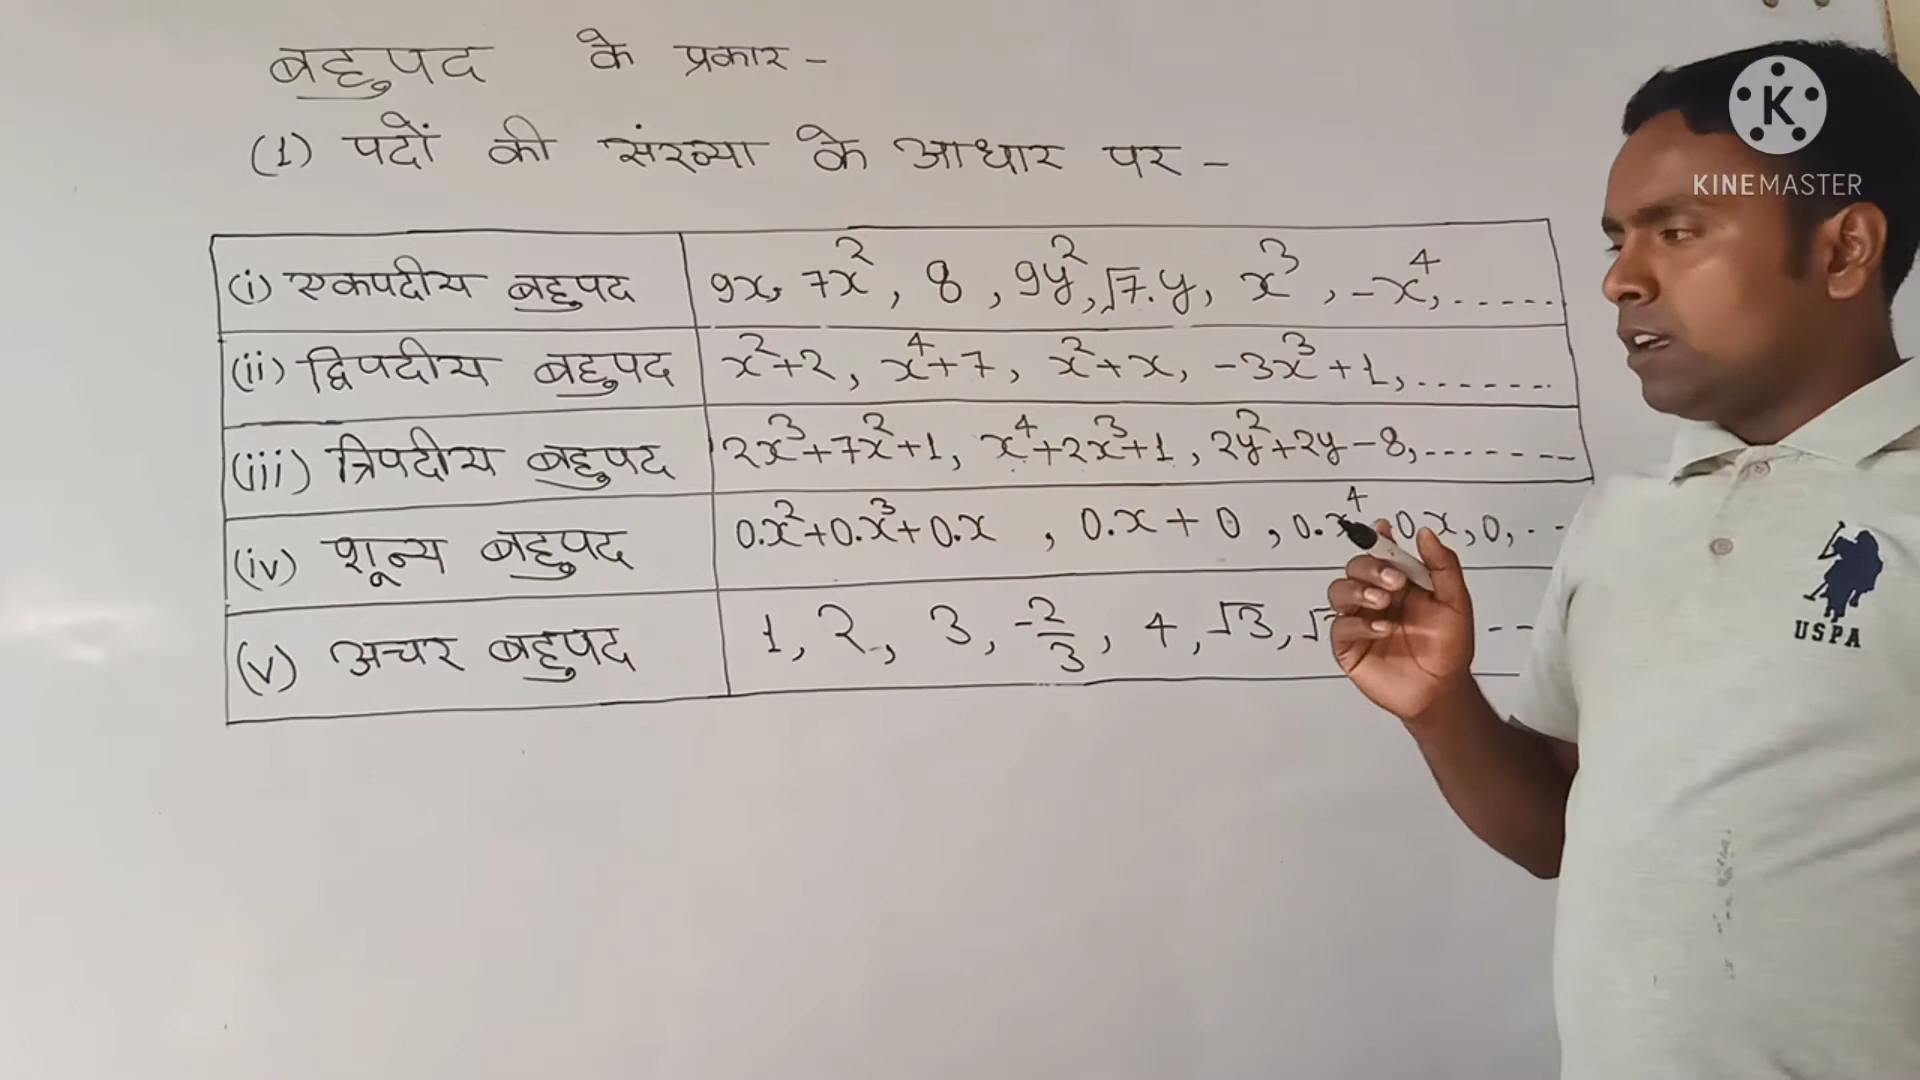 बहुपद के प्रकार -
(1) पदों की संख्या के आधार पर -
(i) एकपदीय बहुपद 9x, 7x², 8, 9y², √7.y, x³, -x⁴, ......
(ii) द्विपदीय बहुपद x²+2, x⁴+7, x²+x, -3x³+1, .......
(iii) त्रिपदीय बहुपद 2x³+7x²+1, x⁴+2x³+1, 2y²+2y-8, .......
(iv) शून्य बहुपद 0.x²+0.x³+0.x, 0.x+0, 0.x⁴ 0.x, 0, ...
(v) अचर बहुपद 1, 2, 3, -2/3, 4, √3, --
K
KINEMASTER
USPA